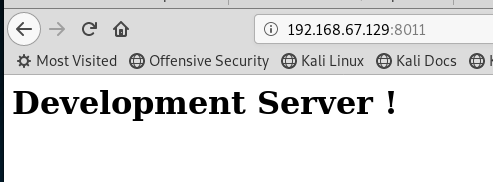 192.168.67.129:8011
Most Visited Offensive Security Kali Linux Kali Docs
Development Server !